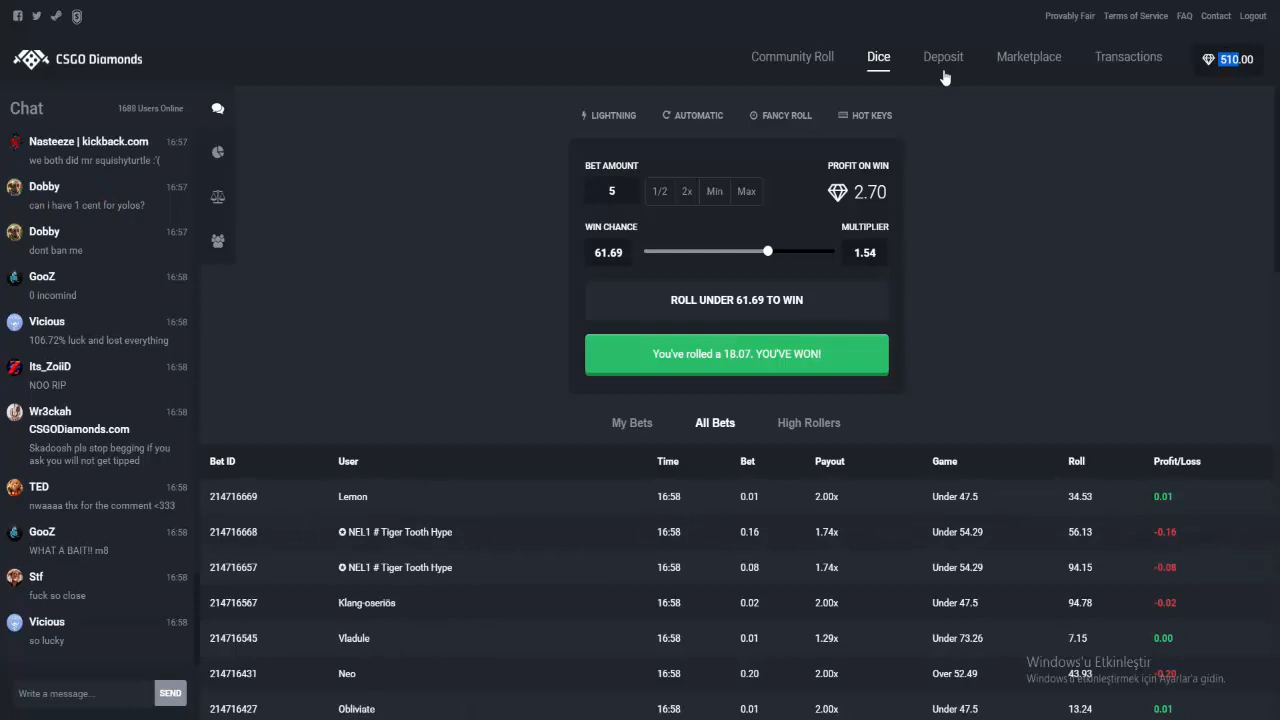 Provably Fair Terms of Service FAQ Contact Logout
CSGO Diamonds
Community Roll Dice Deposit Marketplace Transactions 510.00
Chat 1688 Users Online
Nasteeze | kickback.com 16:57
we both did mr squishyturtle :'(
Dobby 16:57
can i have 1 cent for yolos?
Dobby 16:57
dont ban me
GooZ 16:58
0 incomind
Vicious 16:58
106.72% luck and lost everything
Its_ZoiiD 16:58
NOO RIP
Wr3ckah 16:58
CSGODiamonds.com
Skadoosh pls stop begging if you
ask you will not get tipped
TED 16:58
nwaaaa thx for the comment <333
GooZ 16:58
WHAT A BAIT!! m8
Stf 16:58
fuck so close
Vicious 16:58
so lucky
Write a message... SEND
LIGHTNING AUTOMATIC FANCY ROLL HOT KEYS
BET AMOUNT PROFIT ON WIN
5 1/2 2x Min Max 2.70
WIN CHANCE MULTIPLIER
61.69 1.54
ROLL UNDER 61.69 TO WIN
You've rolled a 18.07. YOU'VE WON!
My Bets All Bets High Rollers
Bet ID User Time Bet Payout Game Roll Profit/Loss
214716669 Lemon 16:58 0.01 2.00x Under 47.5 34.53 0.01
214716668 NEL1 # Tiger Tooth Hype 16:58 0.16 1.74x Under 54.29 56.13 -0.16
214716657 NEL1 # Tiger Tooth Hype 16:58 0.08 1.74x Under 54.29 94.15 -0.08
214716567 Klang-oseriös 16:58 0.02 2.00x Under 47.5 94.78 -0.02
214716545 Vladule 16:58 0.01 1.29x Under 73.26 7.15 0.00
214716431 Neo 16:58 0.20 2.00x Over 52.49 43.93 -0.20
214716427 Obliviate 16:58 0.01 2.00x Under 47.5 13.24 0.01
Windows'u Etkinleştir
Windows'u etkinleştirmek için Ayarlar'a gidin.